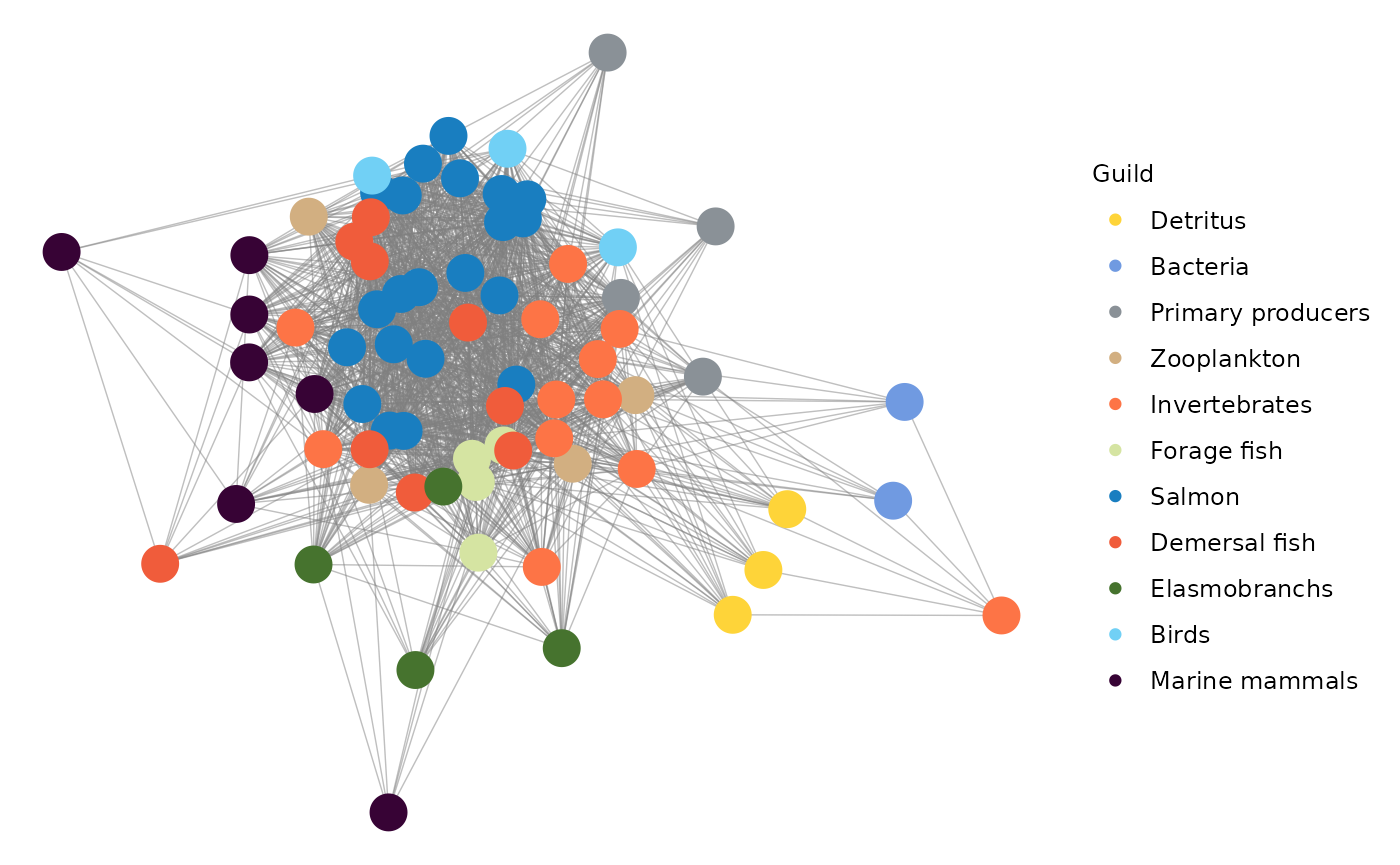 Guild
Detritus
Bacteria
Primary producers
Zooplankton
Invertebrates
Forage fish
Salmon
Demersal fish
Elasmobranchs
Birds
Marine mammals